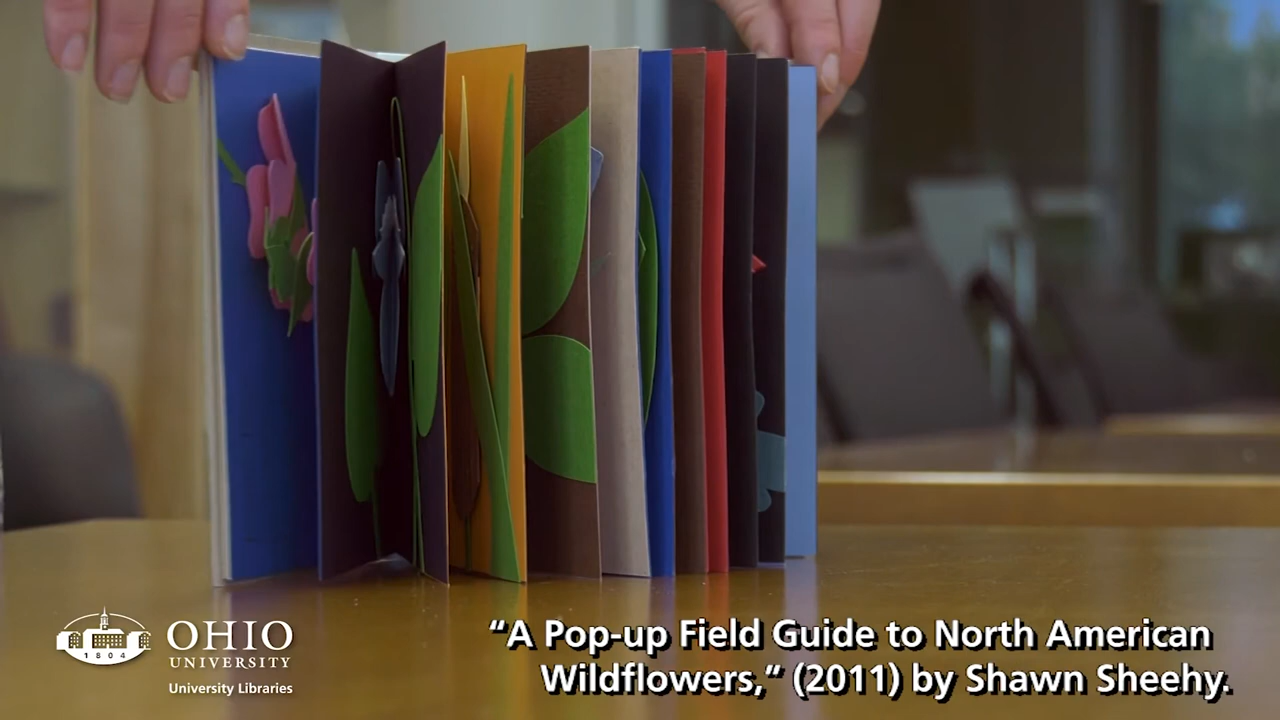 1804
OHIO
UNIVERSITY
University Libraries
“A Pop-up Field Guide to North American
Wildflowers,” (2011) by Shawn Sheehy.